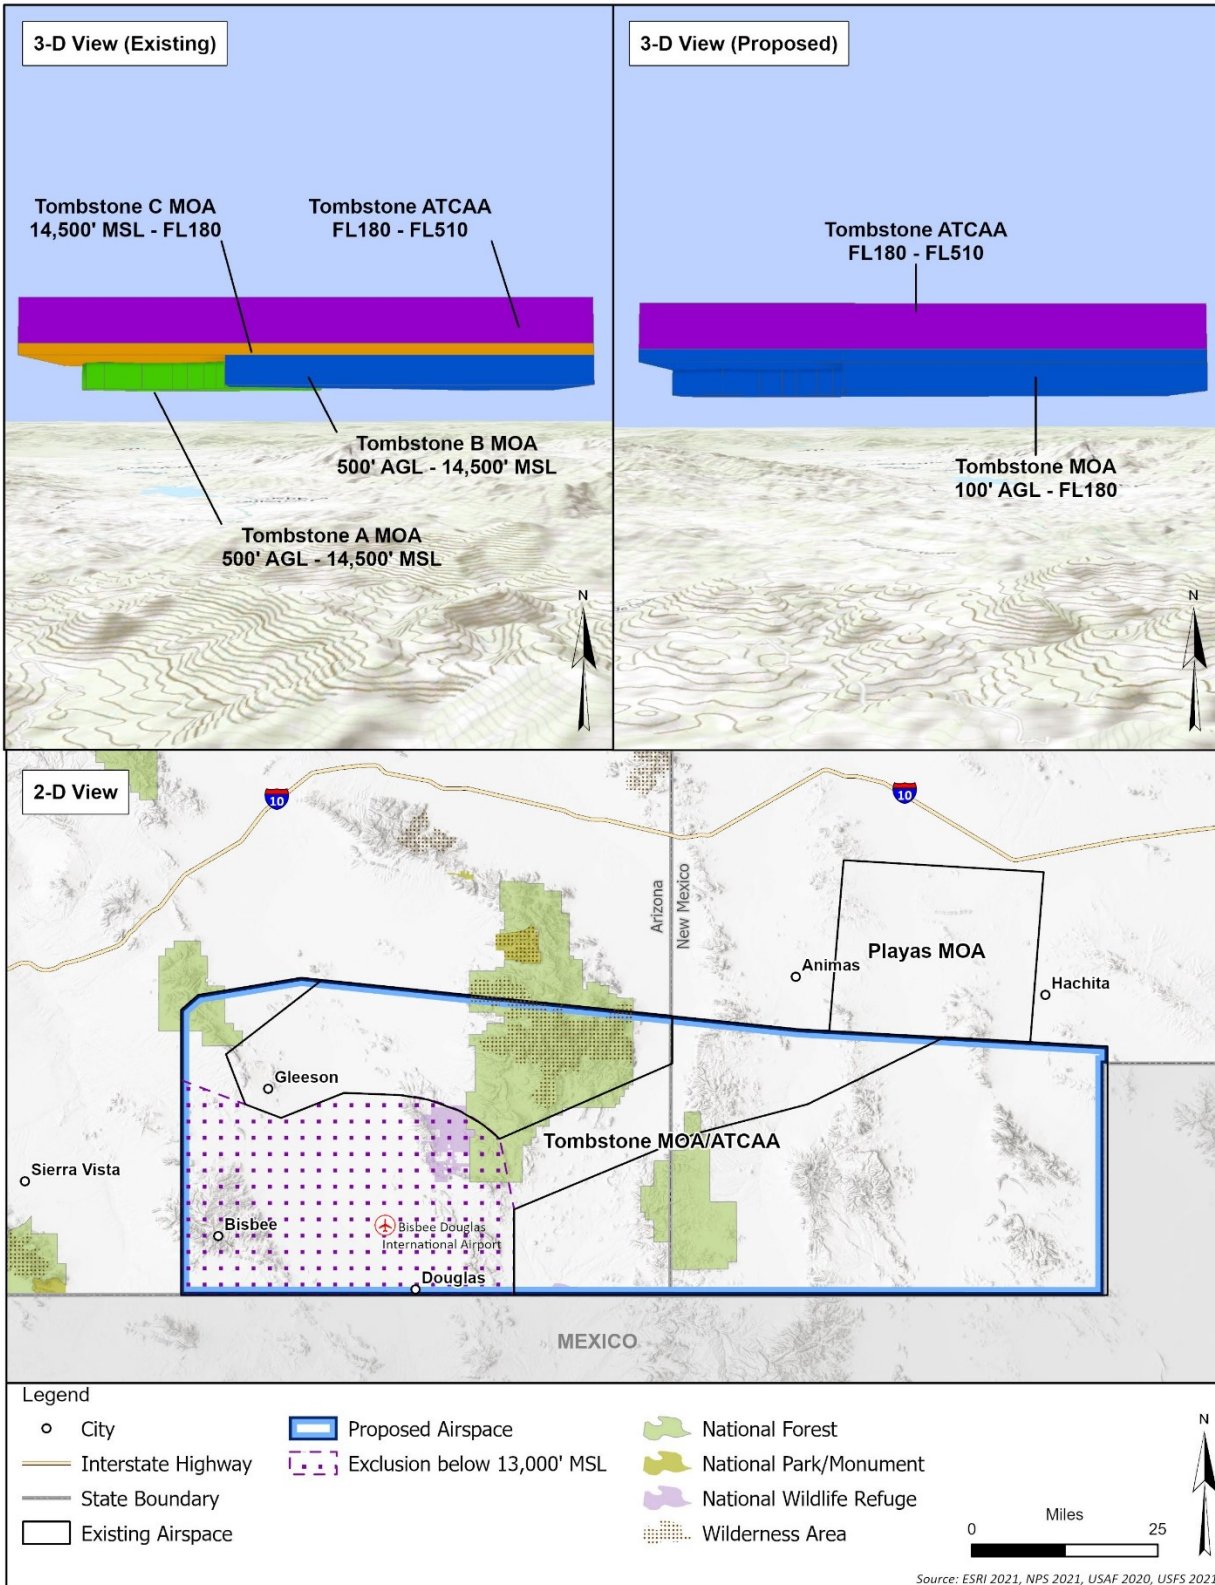 3-D View (Existing)
Tombstone C MOA
14,500' MSL - FL180
Tombstone ATCAA
FL180 - FL510
Tombstone B MOA
500' AGL - 14,500' MSL
Tombstone A MOA
500' AGL - 14,500' MSL
N
3-D View (Proposed)
Tombstone ATCAA
FL180 - FL510
Tombstone MOA
100' AGL - FL180
N
2-D View
10
10
Arizona
New Mexico
Playas MOA
Animas
Hachita
Gleeson
Tombstone MOA/ATCAA
Sierra Vista
Bisbee
Bisbee Douglas
International Airport
Douglas
MEXICO
Legend
City
Interstate Highway
State Boundary
Existing Airspace
Proposed Airspace
Exclusion below 13,000' MSL
National Forest
National Park/Monument
National Wildlife Refuge
Wilderness Area
N
Miles
0 25
Source: ESRI 2021, NPS 2021, USAF 2020, USFS 2021